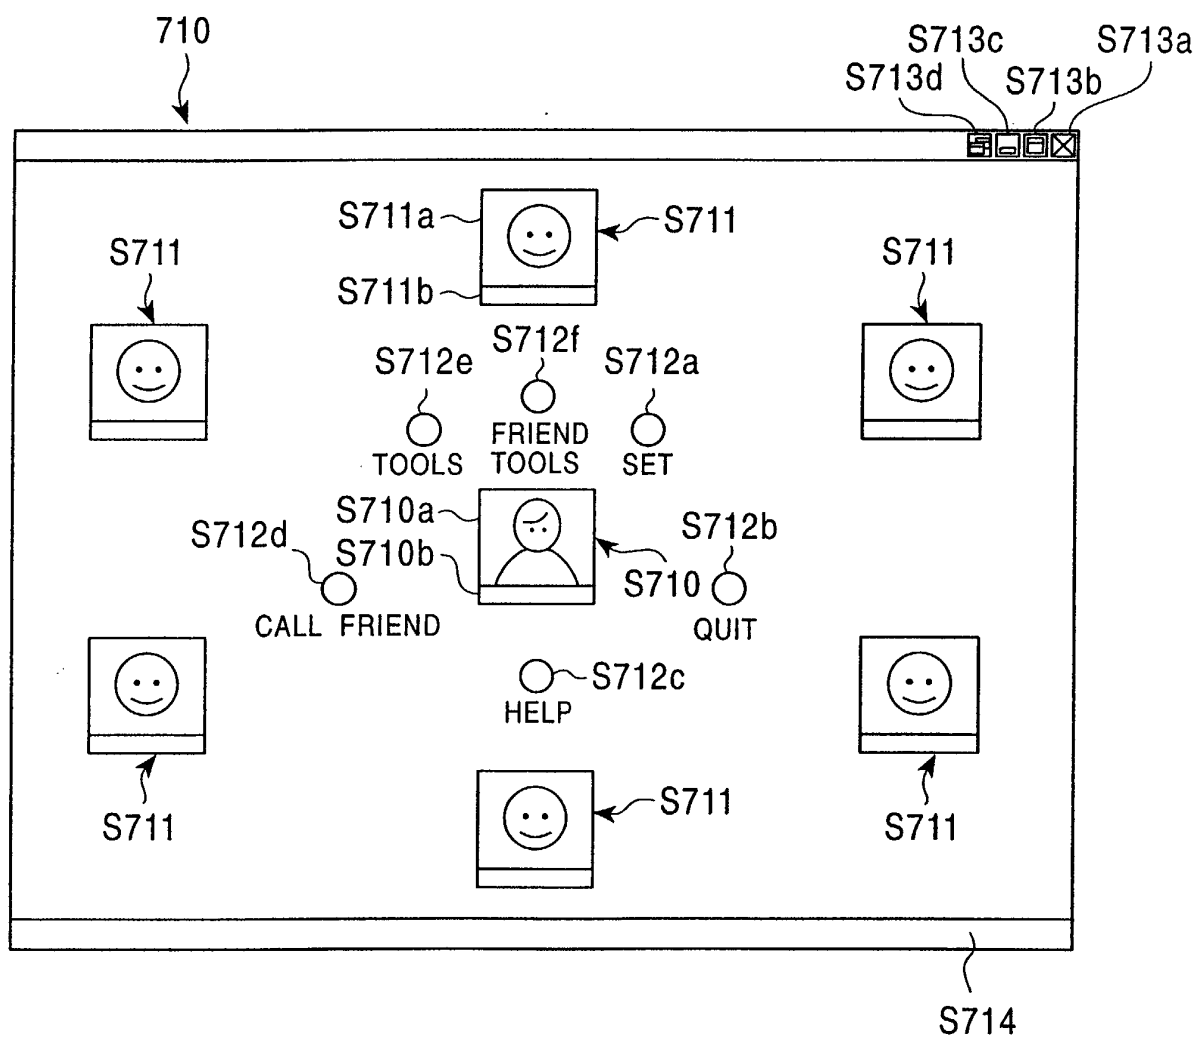 710
S713c
S713a
S713d
S713b
S711a
S711
S711
S711
S711b
S712f
S712e
S712a
FRIEND
TOOLS
TOOLS
SET
S710a
S712b
S712d
S710b
S710
CALL FRIEND
QUIT
S712c
HELP
S711
S711
S711
S714